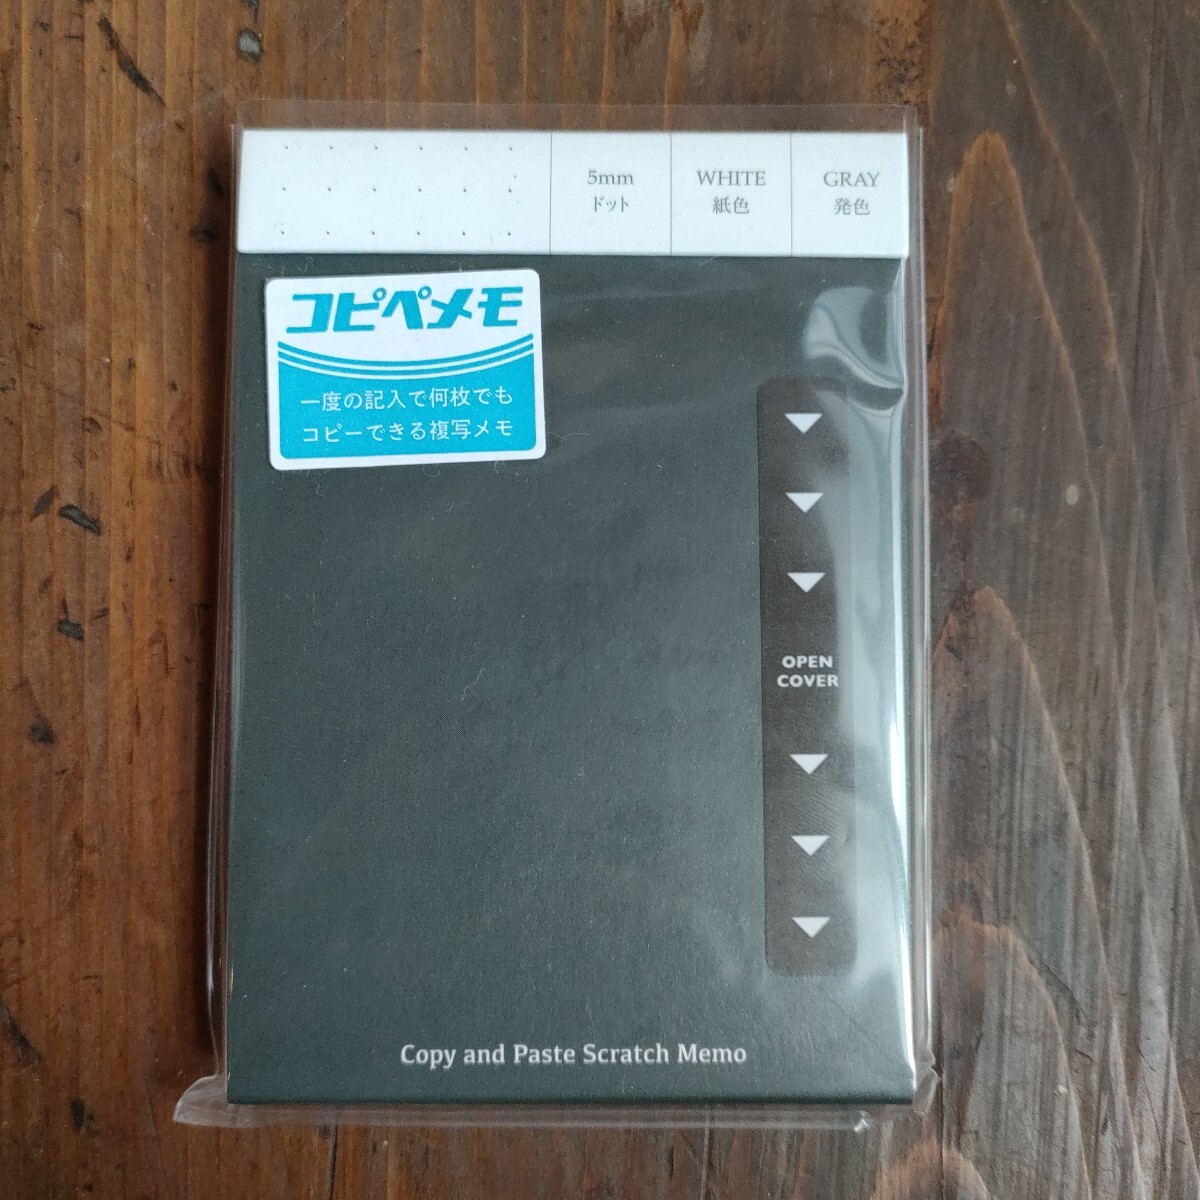 5mm
ドット
WHITE
紙色
GRAY
発色
コピペメモ
一度の記入で何枚でも
コピーできる複写メモ
OPEN
COVER
Copy and Paste Scratch Memo